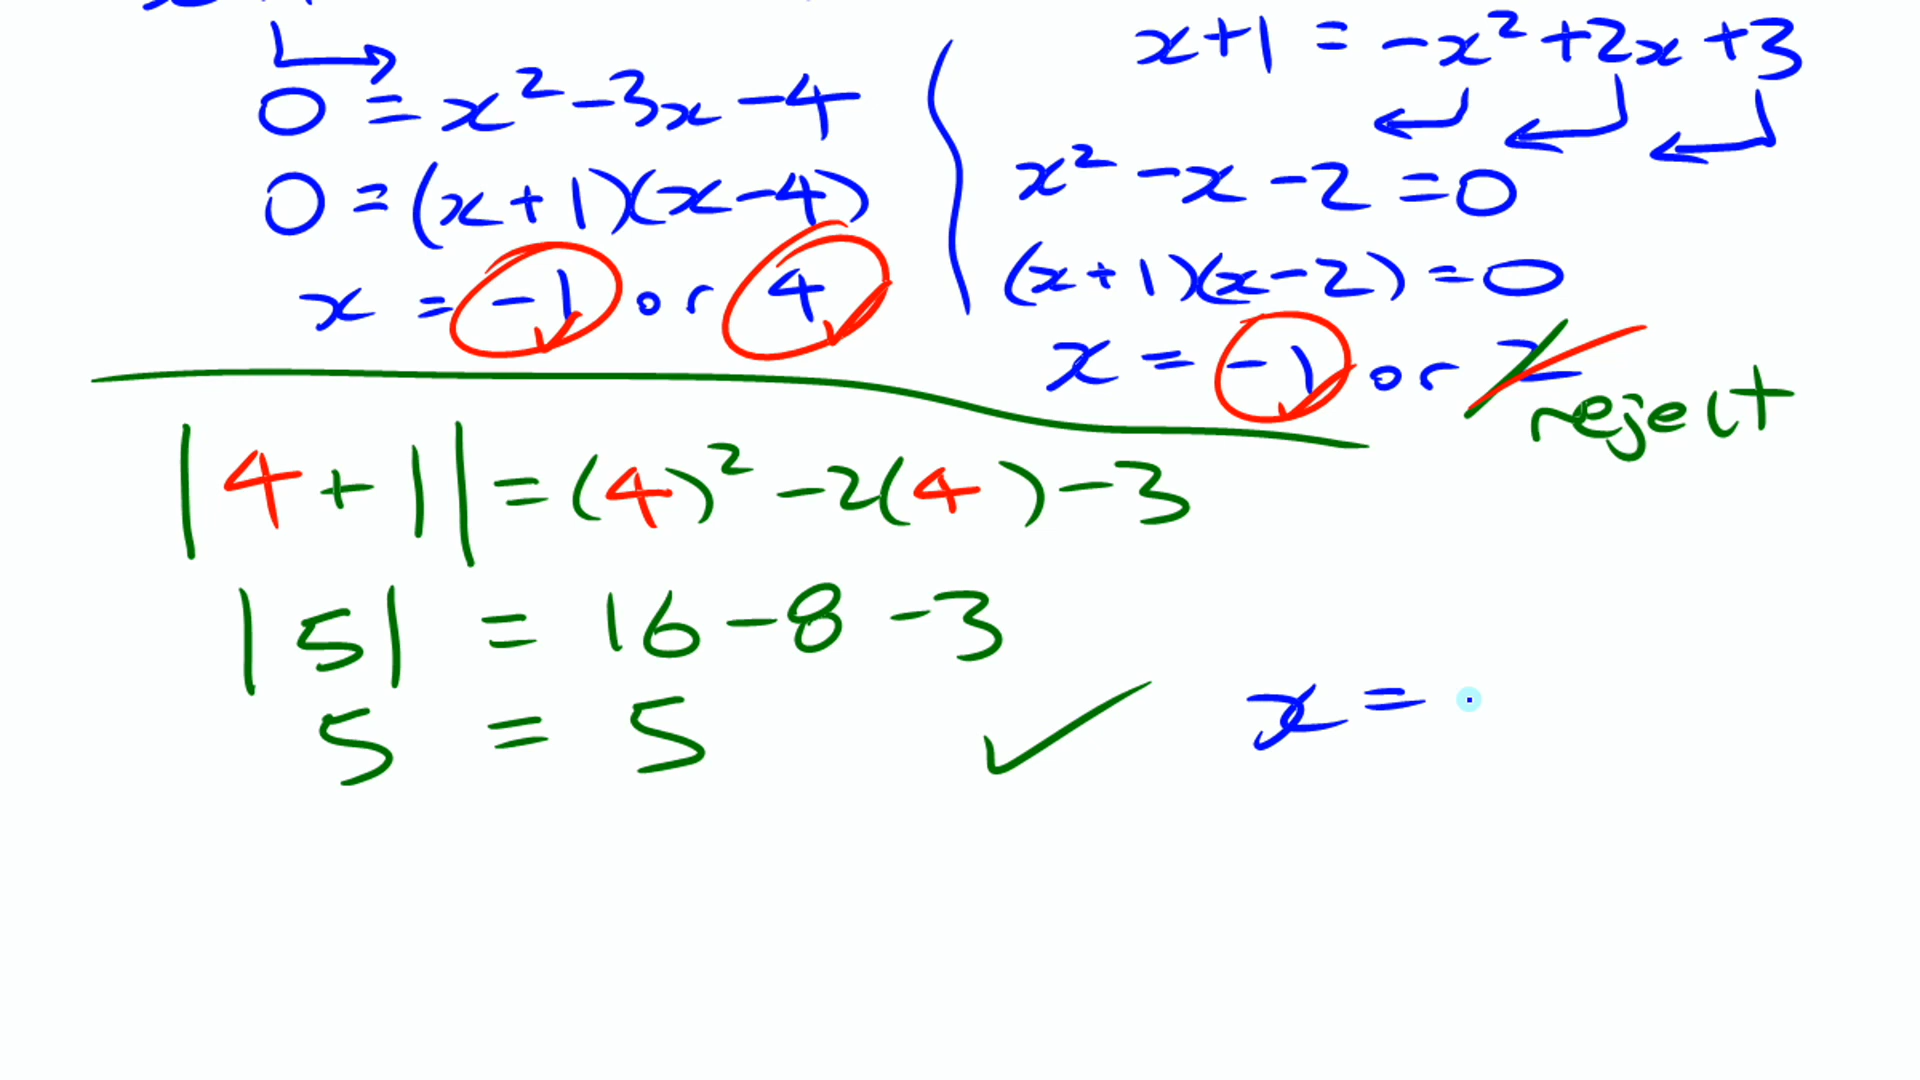 0 = x² - 3x - 4
0 = (x+1)(x-4)
x = -1 or 4
x+1 = -x² + 2x + 3
x² - x - 2 = 0
(x+1)(x-2) = 0
x = -1 or 2
reject
|4 + 1| = (4)² - 2(4) - 3
|5| = 16 - 8 - 3
5 = 5 ✓
x =